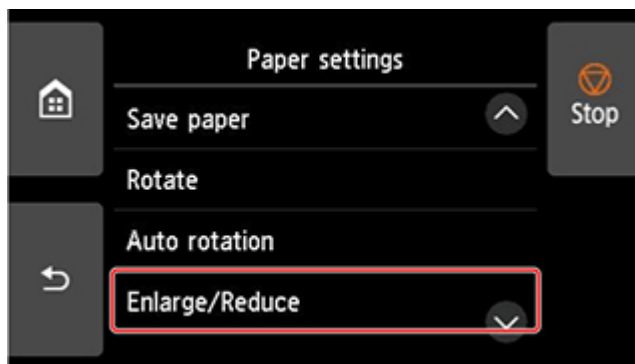 Paper settings
Stop
Save paper
Rotate
Auto rotation
Enlarge/Reduce